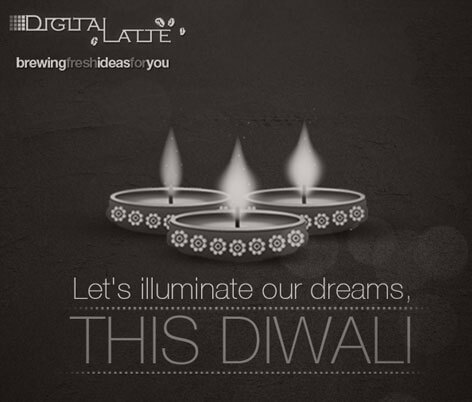 DIGITAL LATTE
brewingfreshideasforyou
Let's illuminate our dreams,
THIS DIWALI